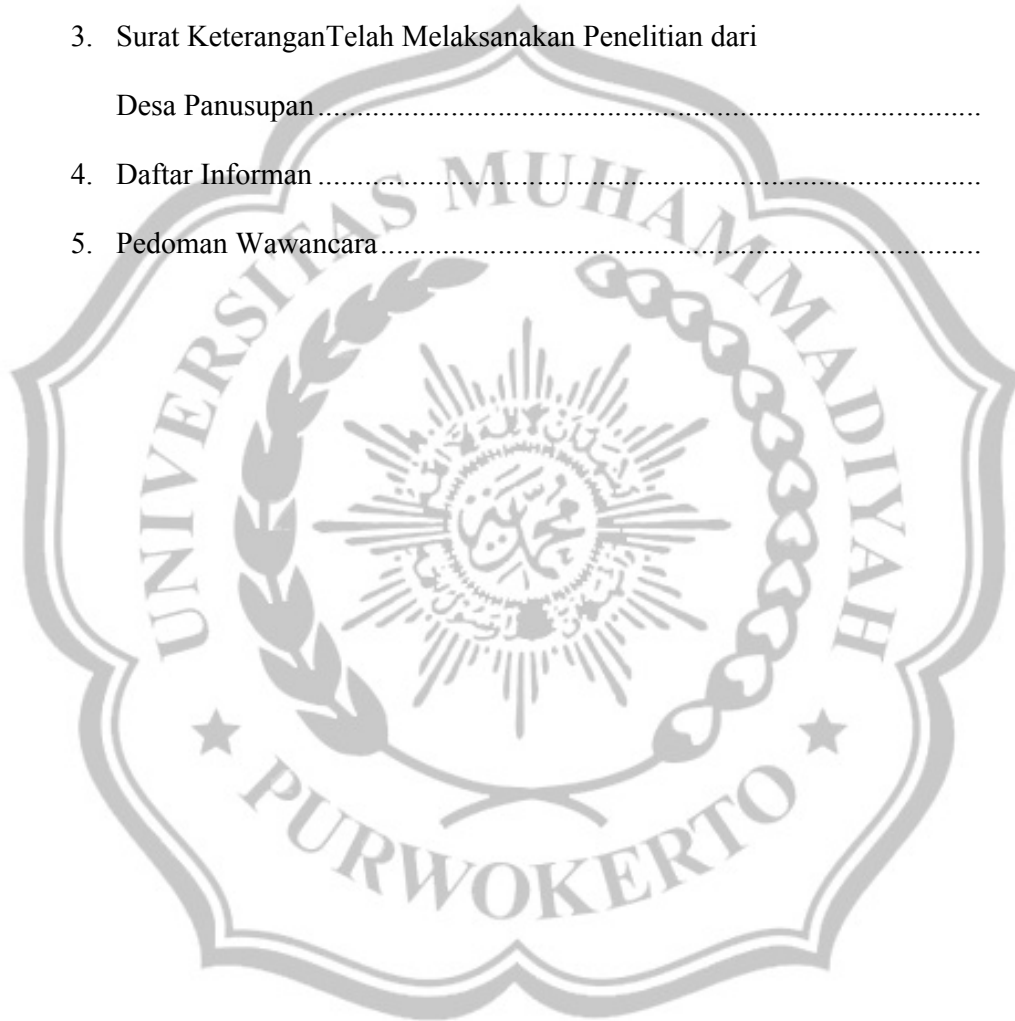 3. Surat KeteranganTelah Melaksanakan Penelitian dari
Desa Panusupan......................................................................................
4. Daftar Informan ......................................................................................
5. Pedoman Wawancara..............................................................................
UNIVERSITAS MUHAMMADIYAH
PURWOKERTO